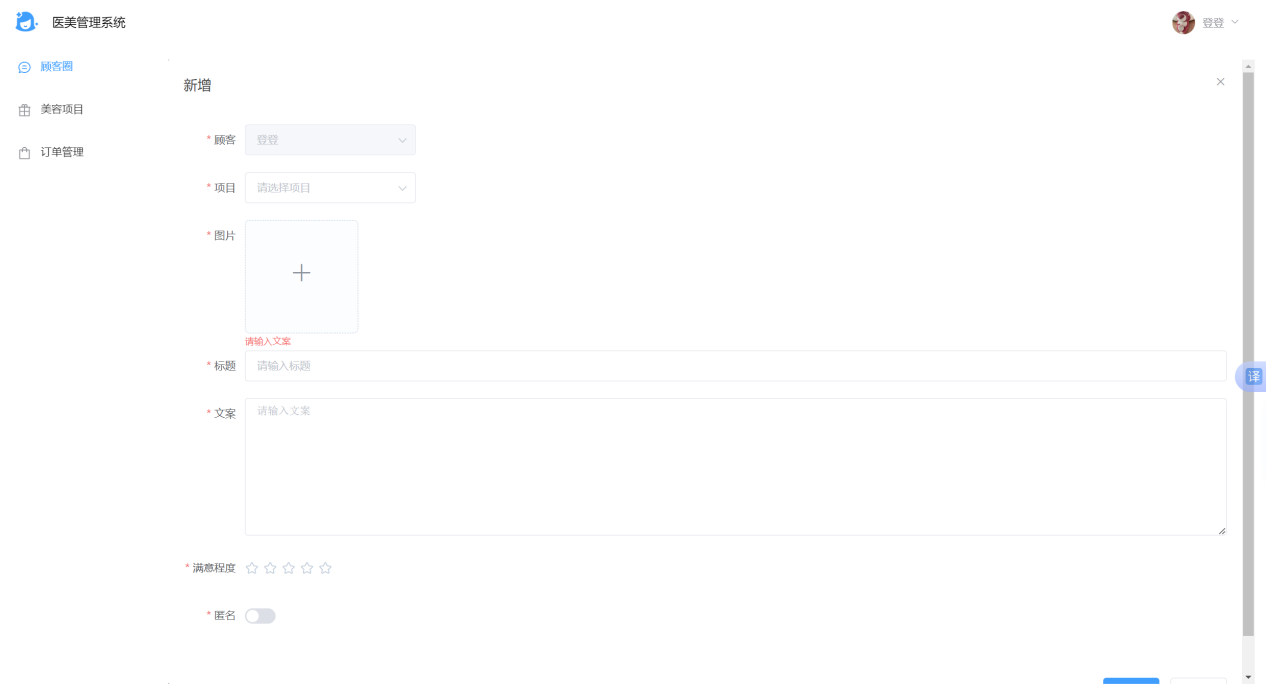 医美管理系统
登登
顾客圈
美容项目
订单管理
新增
* 顾客 登登
* 项目 请选择项目
* 图片
请输入文案
* 标题 请输入标题
* 文案 请输入文案
* 满意程度
* 匿名
译